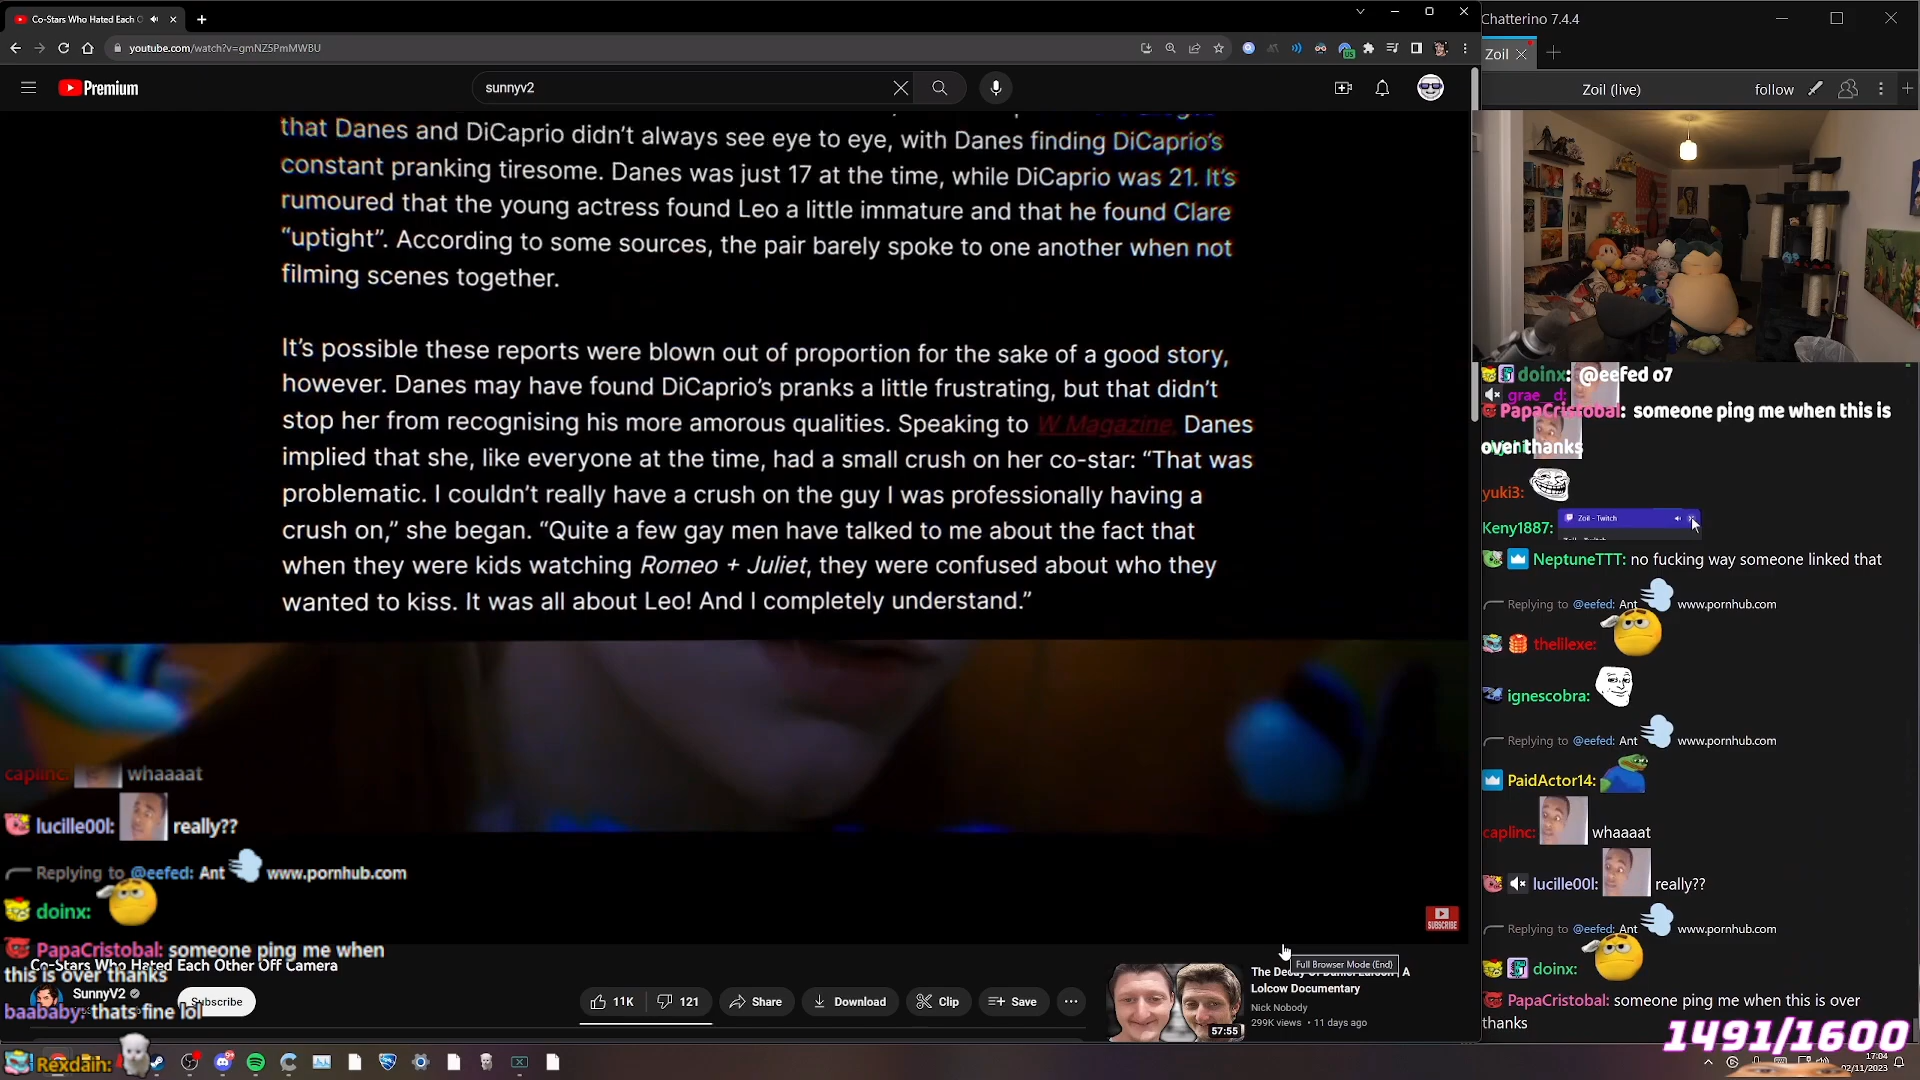 Co-Stars Who Hated Each O
youtube.com/watch?v=gmNZ5PmMWBU
Premium
sunnyv2
that Danes and DiCaprio didn't always see eye to eye, with Danes finding DiCaprio's
constant pranking tiresome. Danes was just 17 at the time, while DiCaprio was 21. It's
rumoured that the young actress found Leo a little immature and that he found Clare
"uptight". According to some sources, the pair barely spoke to one another when not
filming scenes together.
It's possible these reports were blown out of proportion for the sake of a good story,
however. Danes may have found DiCaprio's pranks a little frustrating, but that didn't
stop her from recognising his more amorous qualities. Speaking to W Magazine, Danes
implied that she, like everyone at the time, had a small crush on her co-star: "That was
problematic. I couldn't really have a crush on the guy I was professionally having a
crush on," she began. "Quite a few gay men have talked to me about the fact that
when they were kids watching Romeo + Juliet, they were confused about who they
wanted to kiss. It was all about Leo! And I completely understand."
caplinc: whaaaat
lucille00l: really??
Replying to @eefed: Ant www.pornhub.com
doinx:
PapaCristobal: someone ping me when
this is over thanks
baababy: thats fine lol
Rexdain:
SUBSCRIBE
Co-Stars Who Hated Each Other Off Camera
SunnyV2
Subscribe
11K
121
Share
Download
Clip
Save
Full Browser Mode (End)
Lolcow Documentary
Nick Nobody
299K views • 11 days ago
57:55
Chatterino 7.4.4
Zoil
Zoil (live)
follow
doinx: @eefed o7
grae_d:
PapaCristobal: someone ping me when this is
over thanks
yuki3:
Keny1887: Zoil - Twitch
NeptuneTTT: no fucking way someone linked that
Replying to @eefed: Ant www.pornhub.com
thelilexe:
ignescobra:
Replying to @eefed: Ant www.pornhub.com
PaidActor14:
caplinc: whaaaat
lucille00l: really??
Replying to @eefed: Ant www.pornhub.com
doinx:
PapaCristobal: someone ping me when this is over
thanks
1491/1600
17:04
02/11/2023